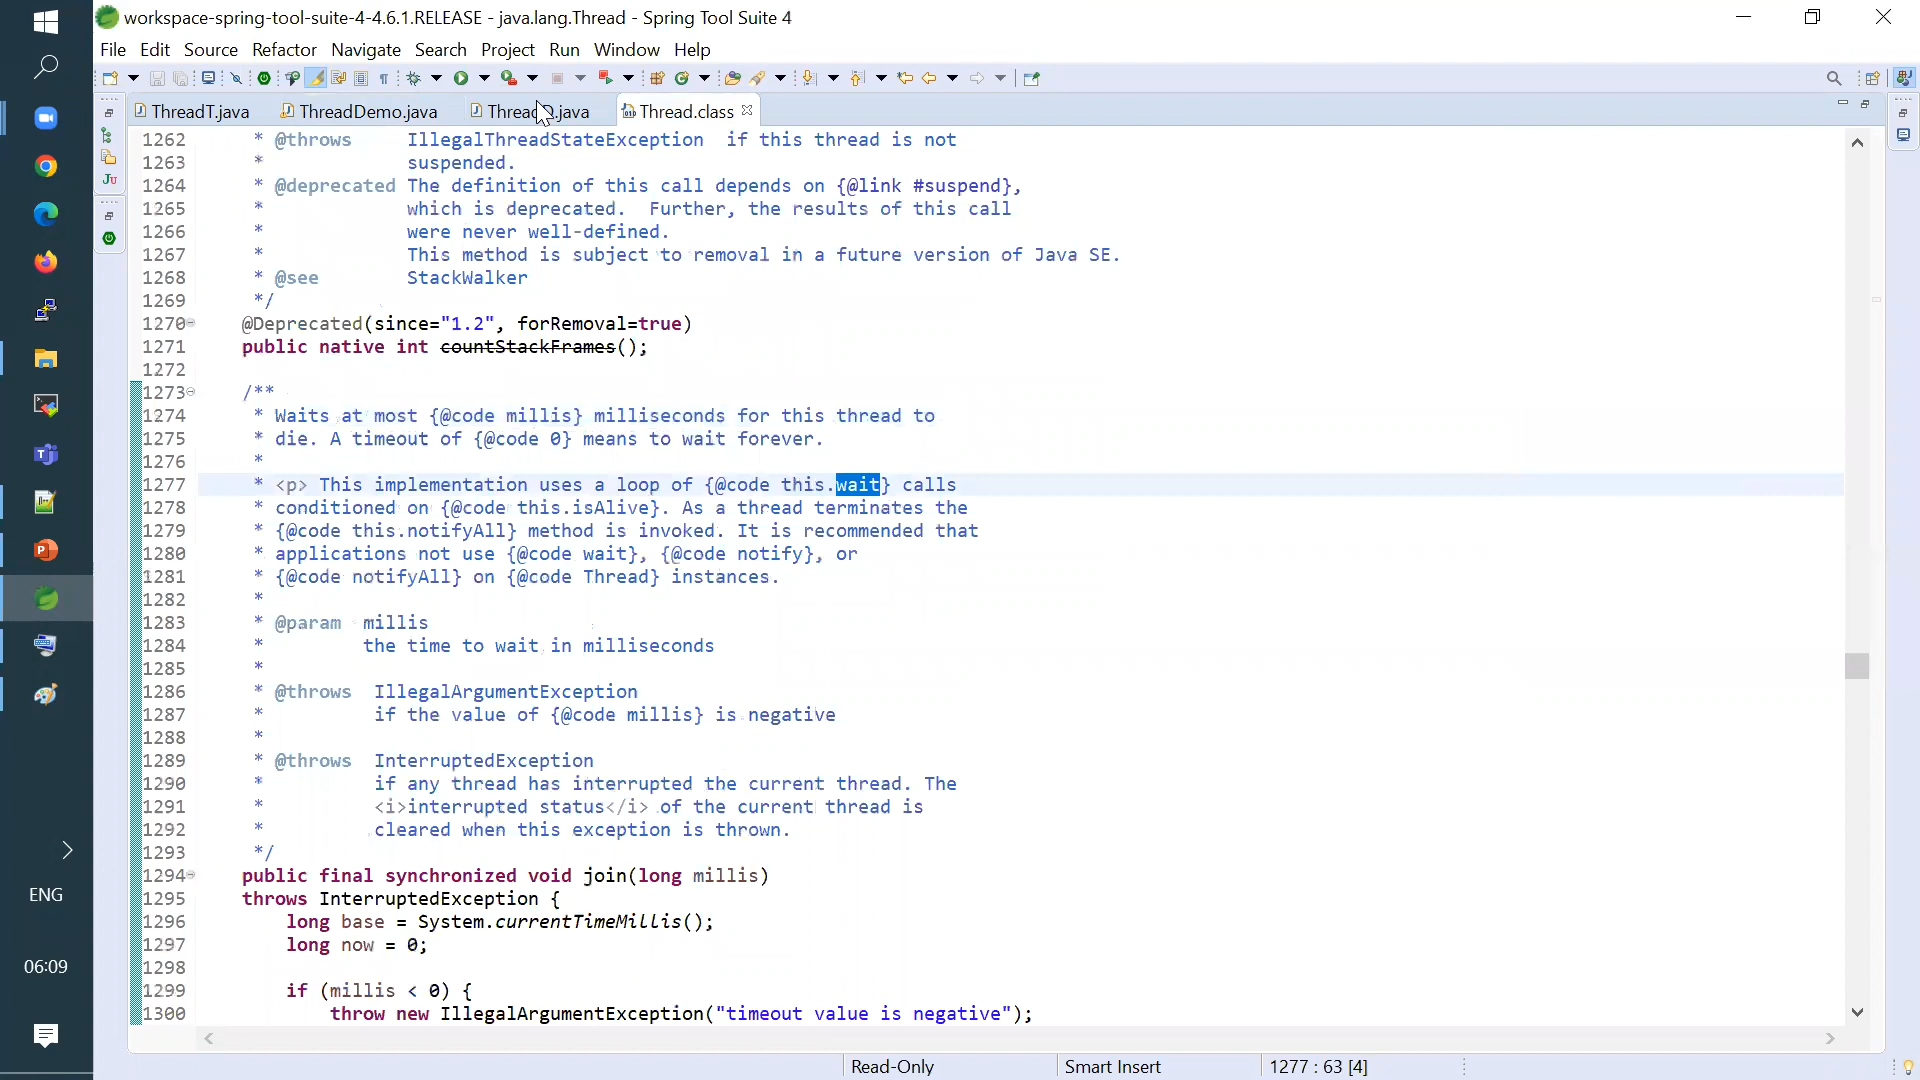 workspace-spring-tool-suite-4-4.6.1.RELEASE - java.lang.Thread - Spring Tool Suite 4
File Edit Source Refactor Navigate Search Project Run Window Help
ThreadT.java ThreadDemo.java .java Thread.class
1262 * @throws IllegalThreadStateException if this thread is not
1263 * suspended.
1264 * @deprecated The definition of this call depends on {@link #suspend},
1265 * which is deprecated. Further, the results of this call
1266 * were never well-defined.
1267 * This method is subject to removal in a future version of Java SE.
1268 * @see StackWalker
1269 */
1270 @Deprecated(since="1.2", forRemoval=true)
1271 public native int countStackFrames();
1272
1273 /**
1274 * Waits at most {@code millis} milliseconds for this thread to
1275 * die. A timeout of {@code 0} means to wait forever.
1276 *
1277 * <p> This implementation uses a loop of {@code this.wait} calls
1278 * conditioned on {@code this.isAlive}. As a thread terminates the
1279 * {@code this.notifyAll} method is invoked. It is recommended that
1280 * applications not use {@code wait}, {@code notify}, or
1281 * {@code notifyAll} on {@code Thread} instances.
1282 *
1283 * @param millis
1284 * the time to wait in milliseconds
1285 *
1286 * @throws IllegalArgumentException
1287 * if the value of {@code millis} is negative
1288 *
1289 * @throws InterruptedException
1290 * if any thread has interrupted the current thread. The
1291 * <i>interrupted status</i> of the current thread is
1292 * cleared when this exception is thrown.
1293 */
1294 public final synchronized void join(long millis)
1295 throws InterruptedException {
1296 long base = System.currentTimeMillis();
1297 long now = 0;
1298
1299 if (millis < 0) {
1300 throw new IllegalArgumentException("timeout value is negative");
ENG
06:09
Read-Only Smart Insert 1277 : 63 [4]